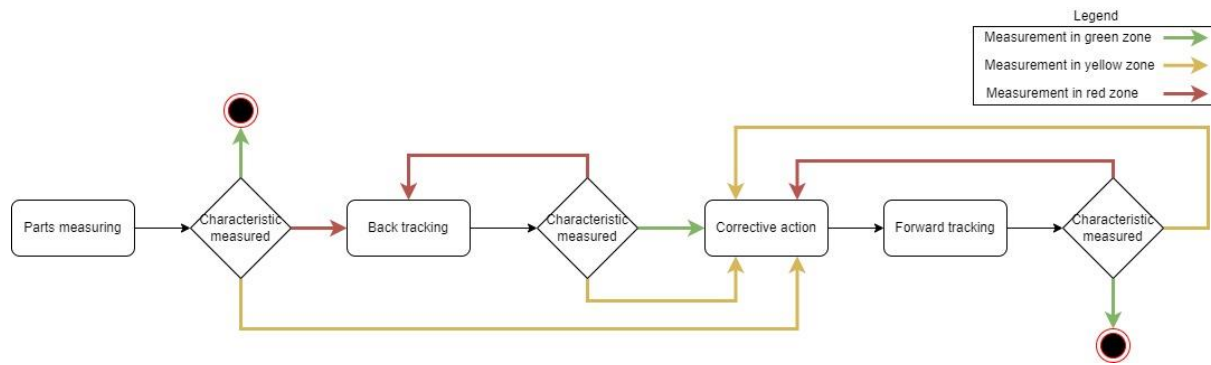 Legend
Measurement in green zone
Measurement in yellow zone
Measurement in red zone
Parts measuring
Characteristic
measured
Back tracking
Characteristic
measured
Corrective action
Forward tracking
Characteristic
measured